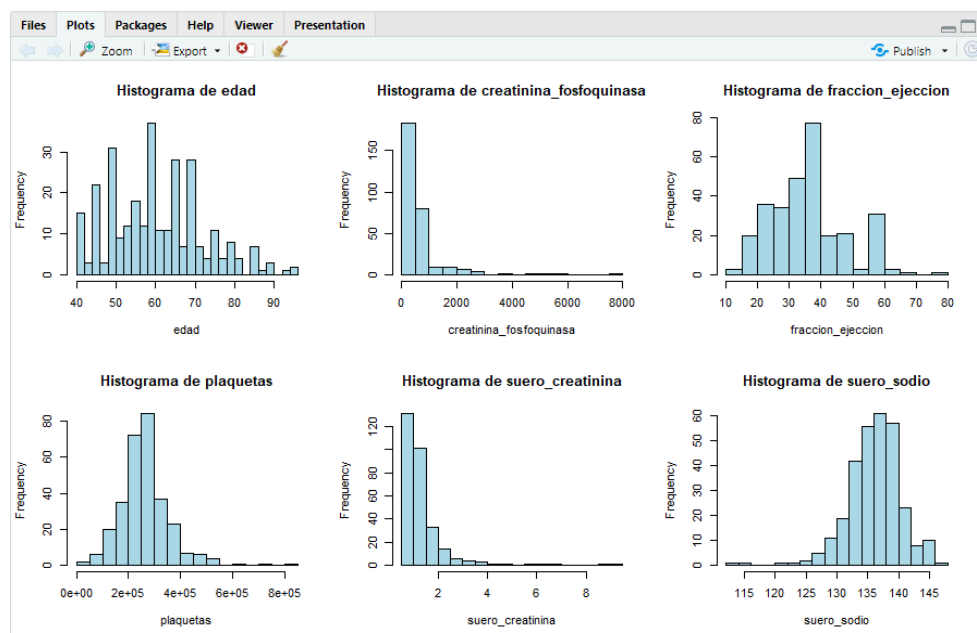 Files Plots Packages Help Viewer Presentation
Zoom Export Publish
Histograma de edad
Frequency
0 10 20 30
40 50 60 70 80 90
edad
Histograma de creatinina_fosfoquinasa
Frequency
0 50 100 150
0 2000 4000 6000 8000
creatinina_fosfoquinasa
Histograma de fraccion_ejeccion
Frequency
0 20 40 60 80
10 20 30 40 50 60 70 80
fraccion_ejeccion
Histograma de plaquetas
Frequency
0 20 40 60 80
0e+00 2e+05 4e+05 6e+05 8e+05
plaquetas
Histograma de suero_creatinina
Frequency
0 20 40 60 80 120
2 4 6 8
suero_creatinina
Histograma de suero_sodio
Frequency
0 10 20 30 40 50 60
115 120 125 130 135 140 145
suero_sodio